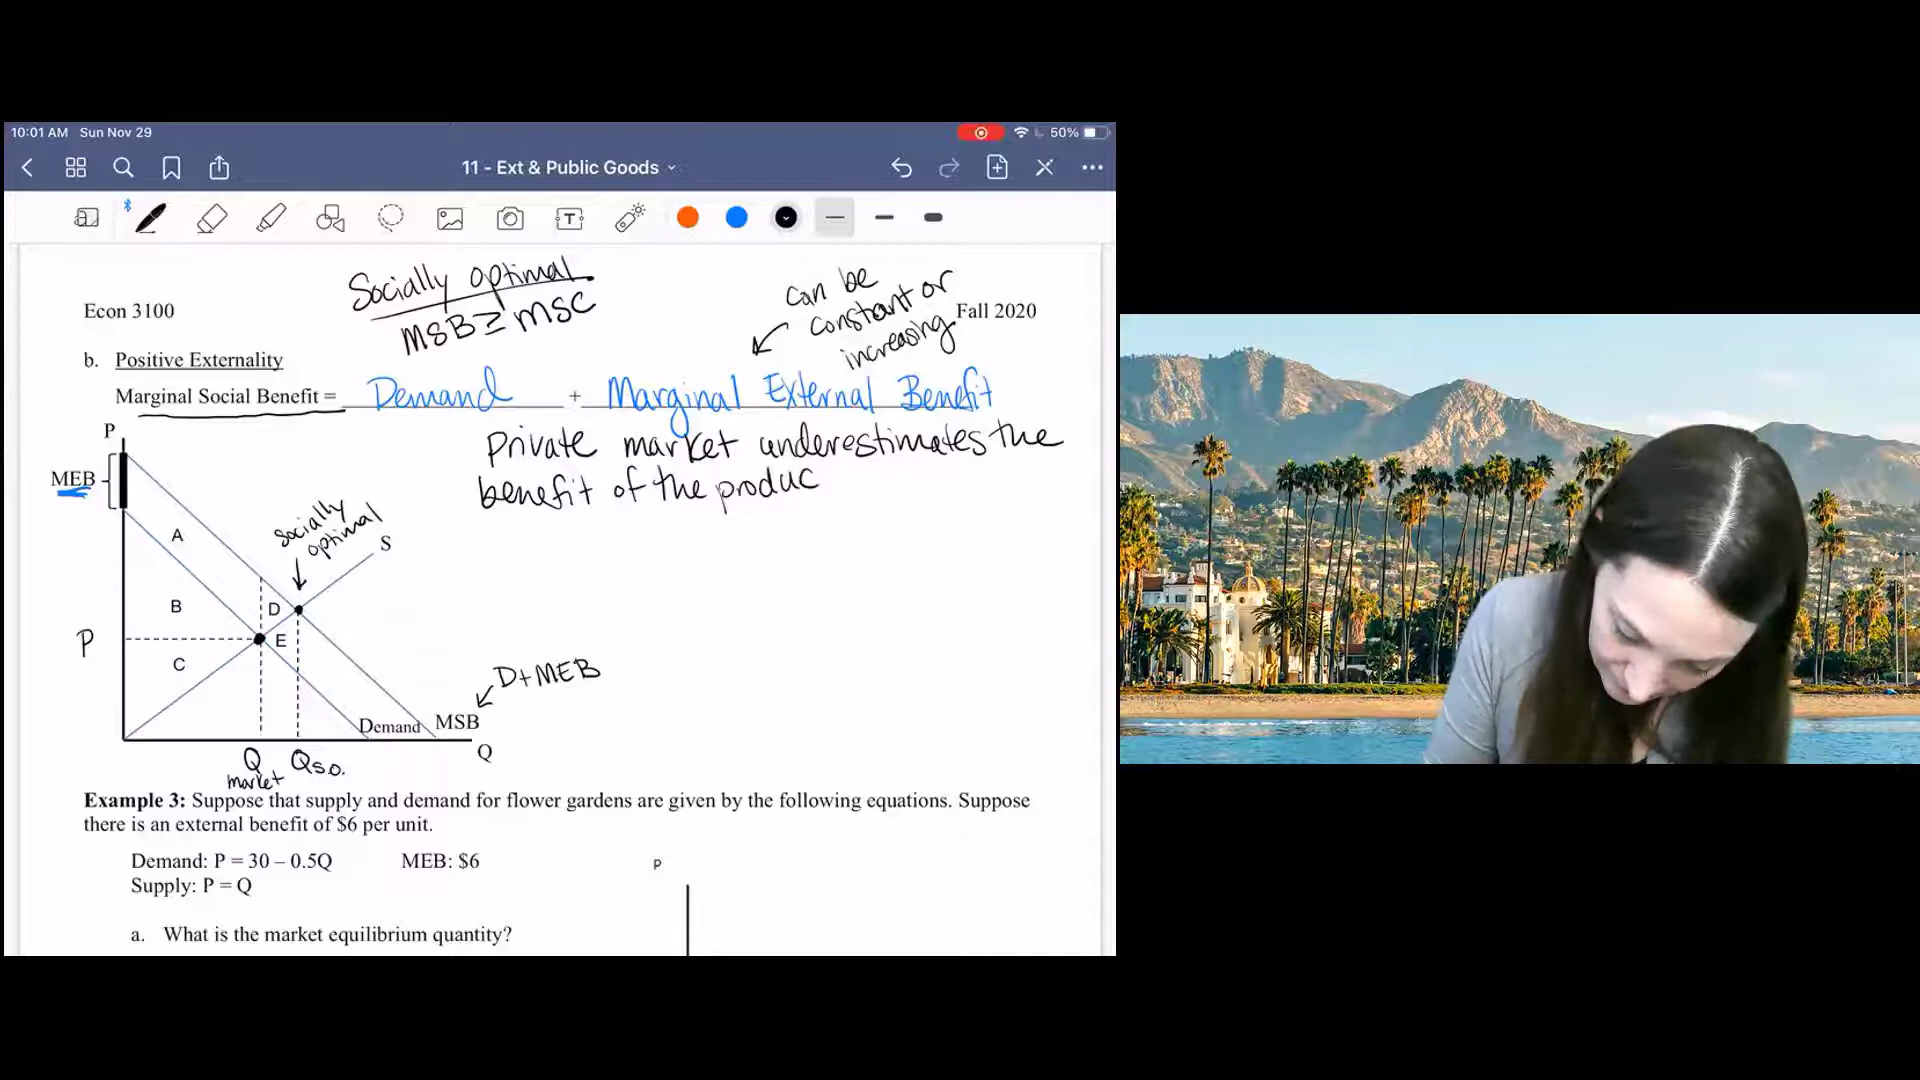 10:01 AM Sun Nov 29
50%
11 - Ext & Public Goods
T
Socially optimal
MSB = MSC
can be
constant or
increasing
Econ 3100
Fall 2020
b. Positive Externality
Marginal Social Benefit = Demand + Marginal External Benefit
Private market underestimates the
benefit of the produc
P
MEB
A
socially
optimal
S
B
D
P
E
C
D+MEB
Demand
MSB
Q
Q
market
Qs.o.
Example 3: Suppose that supply and demand for flower gardens are given by the following equations. Suppose
there is an external benefit of $6 per unit.
Demand: P = 30 – 0.5Q MEB: $6
P
Supply: P = Q
a. What is the market equilibrium quantity?